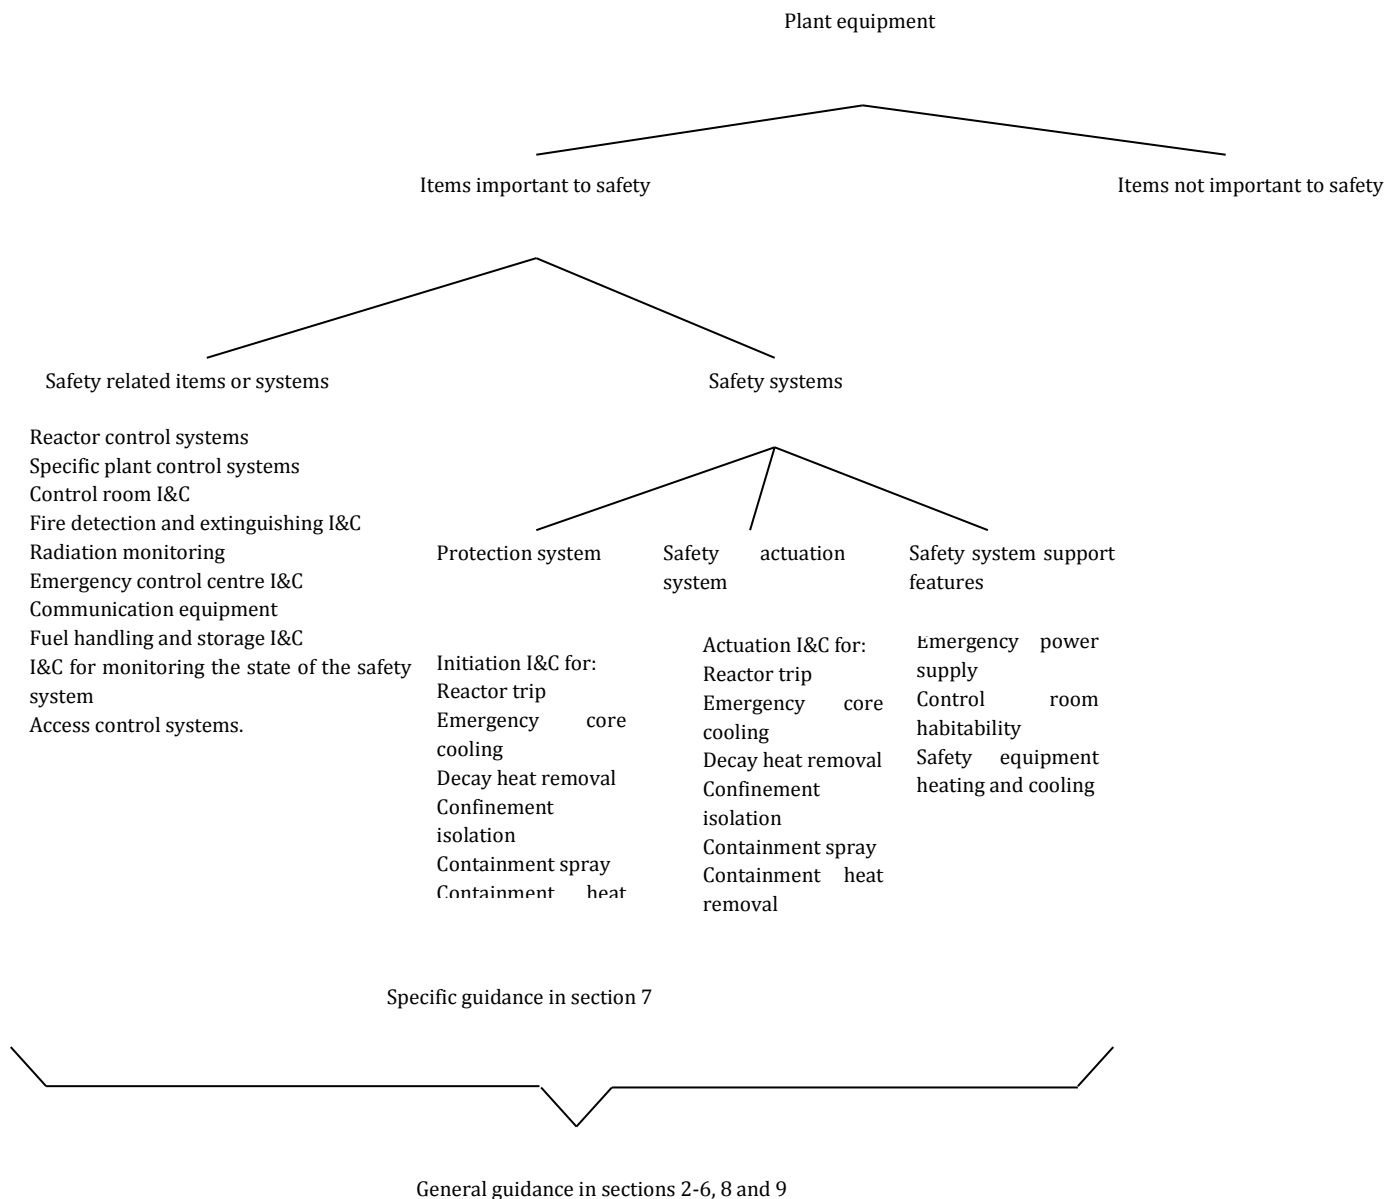 Plant equipment
Items important to safety
Items not important to safety
Safety related items or systems
Safety systems
Reactor control systems
Specific plant control systems
Control room I&C
Fire detection and extinguishing I&C
Radiation monitoring
Emergency control centre I&C
Communication equipment
Fuel handling and storage I&C
I&C for monitoring the state of the safety
system
Access control systems.
Protection system
Initiation I&C for:
Reactor trip
Emergency core
cooling
Decay heat removal
Confinement
isolation
Containment spray
Containment heat
Safety actuation
system
Actuation I&C for:
Reactor trip
Emergency core
cooling
Decay heat removal
Confinement
isolation
Containment spray
Containment heat
removal
Safety system support
features
Emergency power
supply
Control room
habitability
Safety equipment
heating and cooling
Specific guidance in section 7
General guidance in sections 2-6, 8 and 9